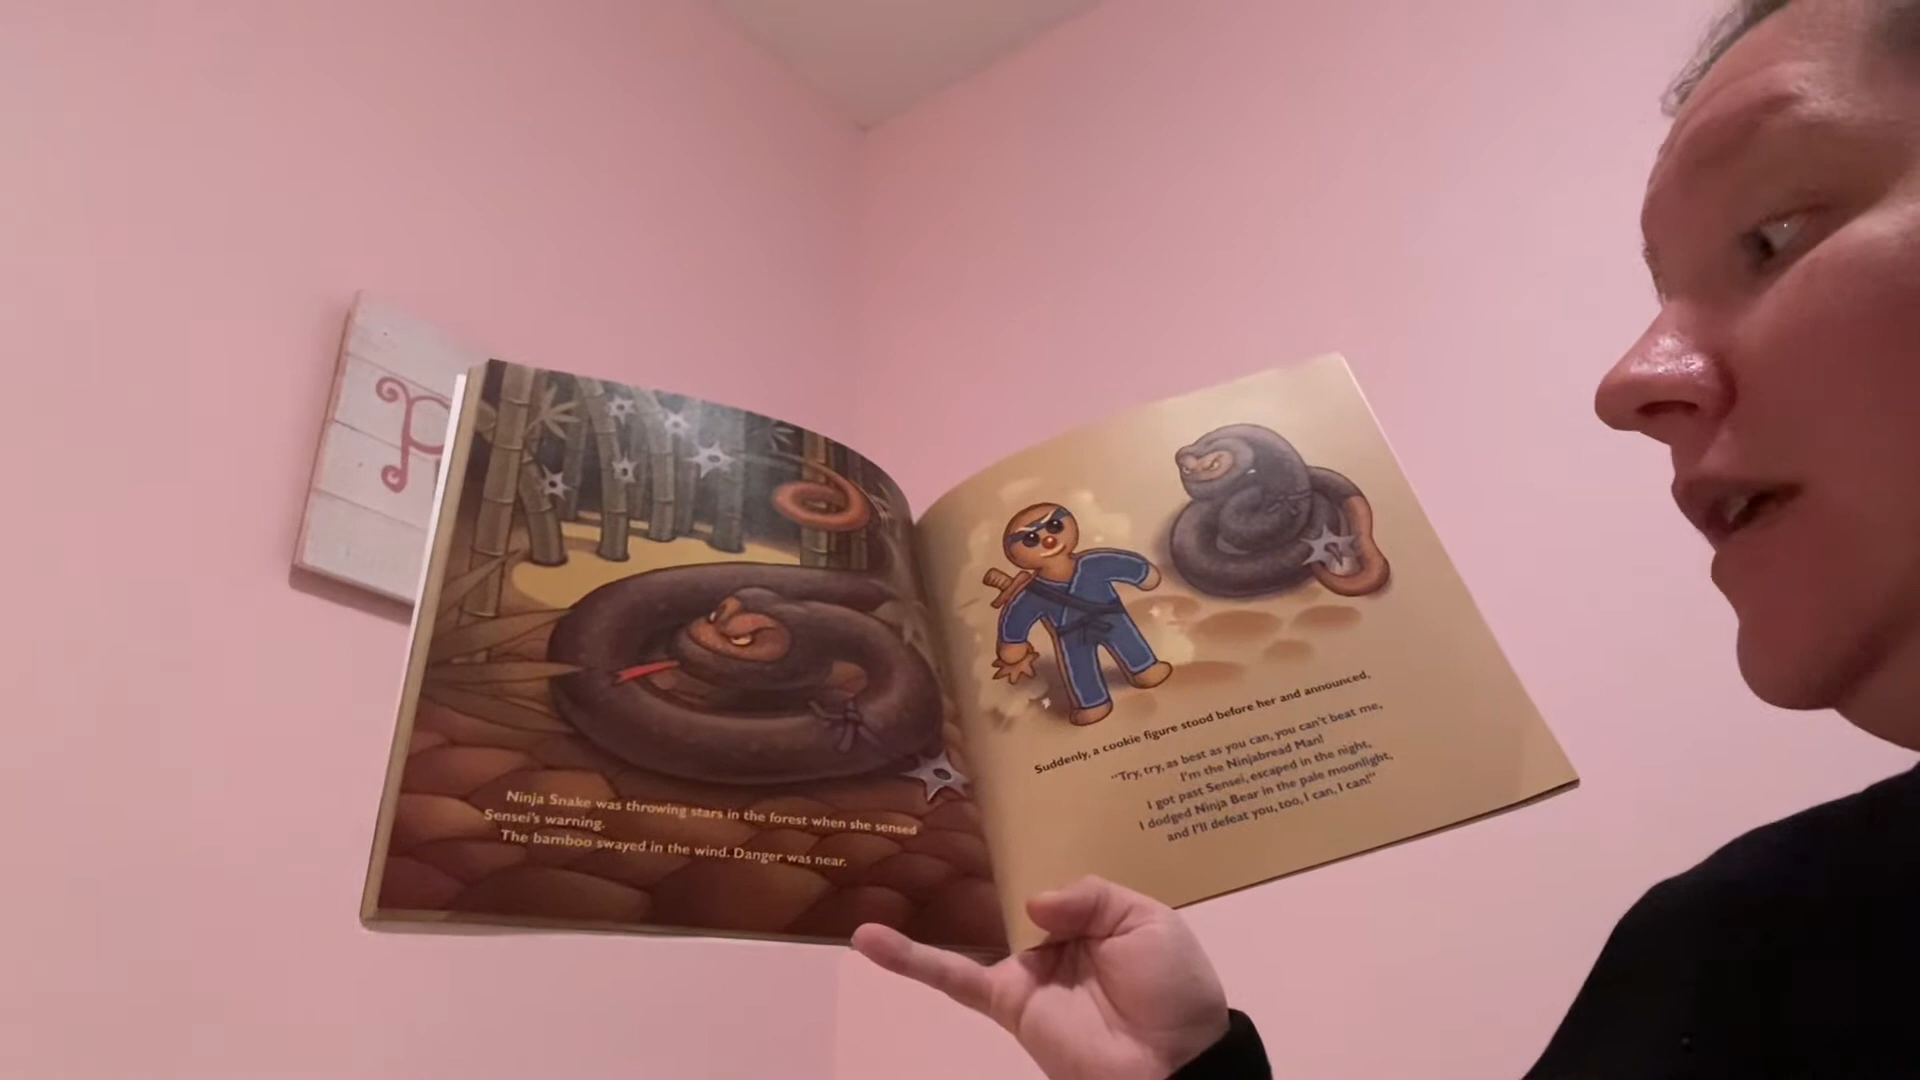 Ninja Snake was throwing stars in the forest when she sensed
Sensei's warning.
The bamboo swayed in the wind. Danger was near.
Suddenly, a cookie figure stood before her and announced,
"Try, try, as best as you can, you can't beat me,
I'm the Ninjabread Man!
I got past Sensei, escaped in the night,
I dodged Ninja Bear in the pale moonlight,
and I'll defeat you, too, I can, I can!"